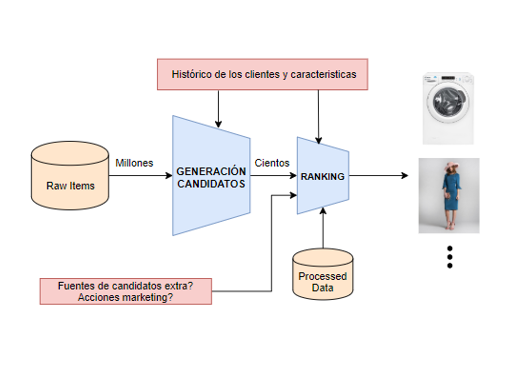 Histórico de los clientes y caracteristicas
Millones
Cientos
Raw Items
GENERACIÓN
CANDIDATOS
RANKING
Fuentes de candidatos extra?
Acciones marketing?
Processed
Data